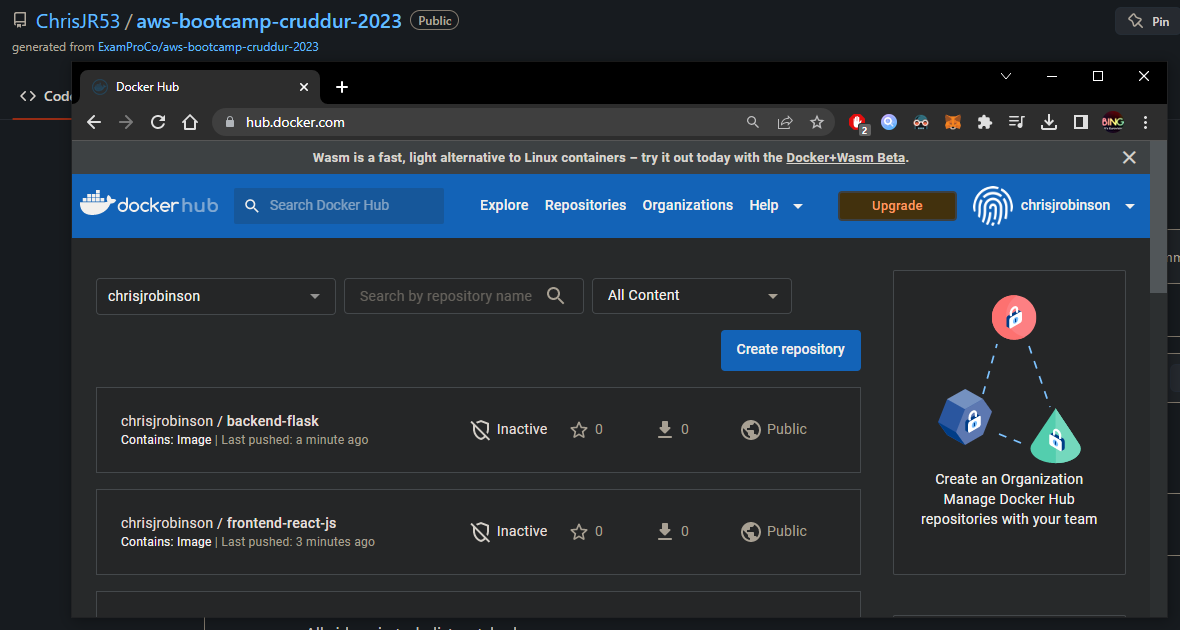 ChrisJR53 / aws-bootcamp-cruddur-2023 Public
Pin
generated from ExamProCo/aws-bootcamp-cruddur-2023
<> Code
Docker Hub
hub.docker.com
2
BING
Wasm is a fast, light alternative to Linux containers – try it out today with the Docker+Wasm Beta.
dockerhub
Search Docker Hub
Explore Repositories Organizations Help
Upgrade
chrisjrobinson
chrisjrobinson
Search by repository name
All Content
Create repository
chrisjrobinson / backend-flask
Contains: Image | Last pushed: a minute ago
Inactive 0 0 Public
chrisjrobinson / frontend-react-js
Contains: Image | Last pushed: 3 minutes ago
Inactive 0 0 Public
Create an Organization
Manage Docker Hub
repositories with your team